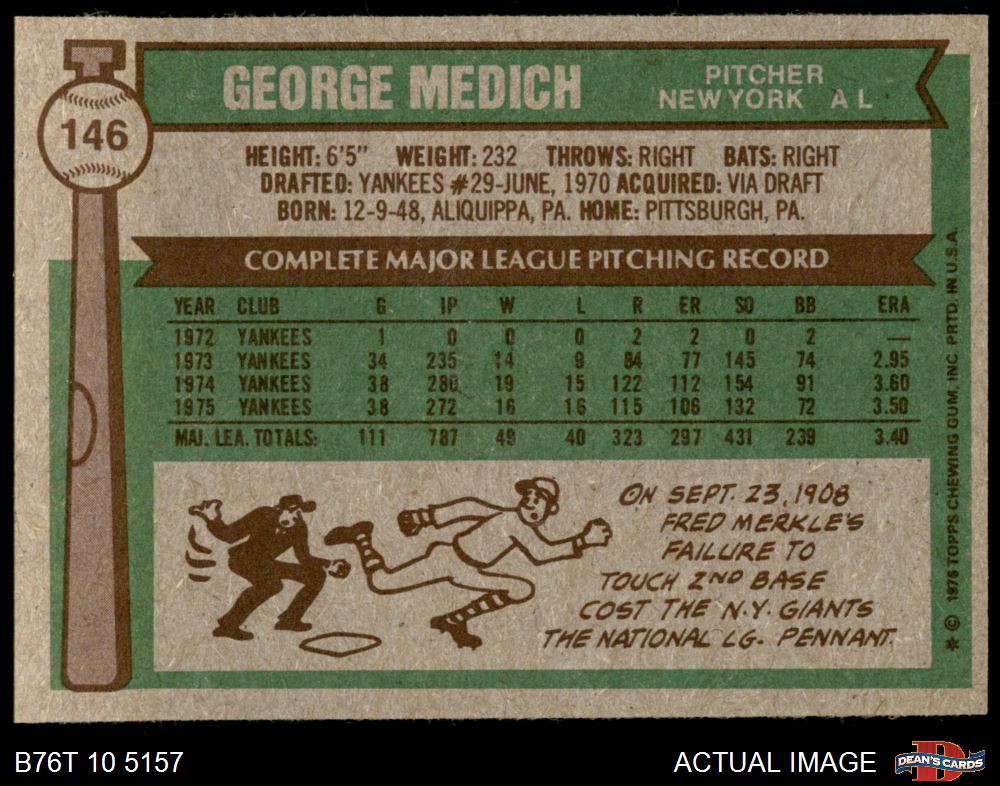 GEORGE MEDICH
PITCHER
NEW YORK A L
146
HEIGHT: 6'5" WEIGHT: 232 THROWS: RIGHT BATS: RIGHT
DRAFTED: YANKEES #29-JUNE, 1970 ACQUIRED: VIA DRAFT
BORN: 12-9-48, ALIQUIPPA, PA. HOME: PITTSBURGH, PA.
COMPLETE MAJOR LEAGUE PITCHING RECORD
YEAR CLUB G IP W L R ER SO BB ERA
1972 YANKEES 1 0 0 0 2 2 0 2 —
1973 YANKEES 34 235 14 9 84 77 145 74 2.95
1974 YANKEES 38 280 19 15 122 112 154 91 3.60
1975 YANKEES 38 272 16 16 115 106 132 72 3.50
MAJ. LEA. TOTALS: 111 787 49 40 323 297 431 239 3.40
ON SEPT. 23, 1908
FRED MERKLE'S
FAILURE TO
TOUCH 2ND BASE
COST THE N.Y. GIANTS
THE NATIONAL LG. PENNANT.
* © 1976 TOPPS CHEWING GUM, INC. PRTD. IN U.S.A.
B76T 10 5157
ACTUAL IMAGE
D
DEAN'S CARDS